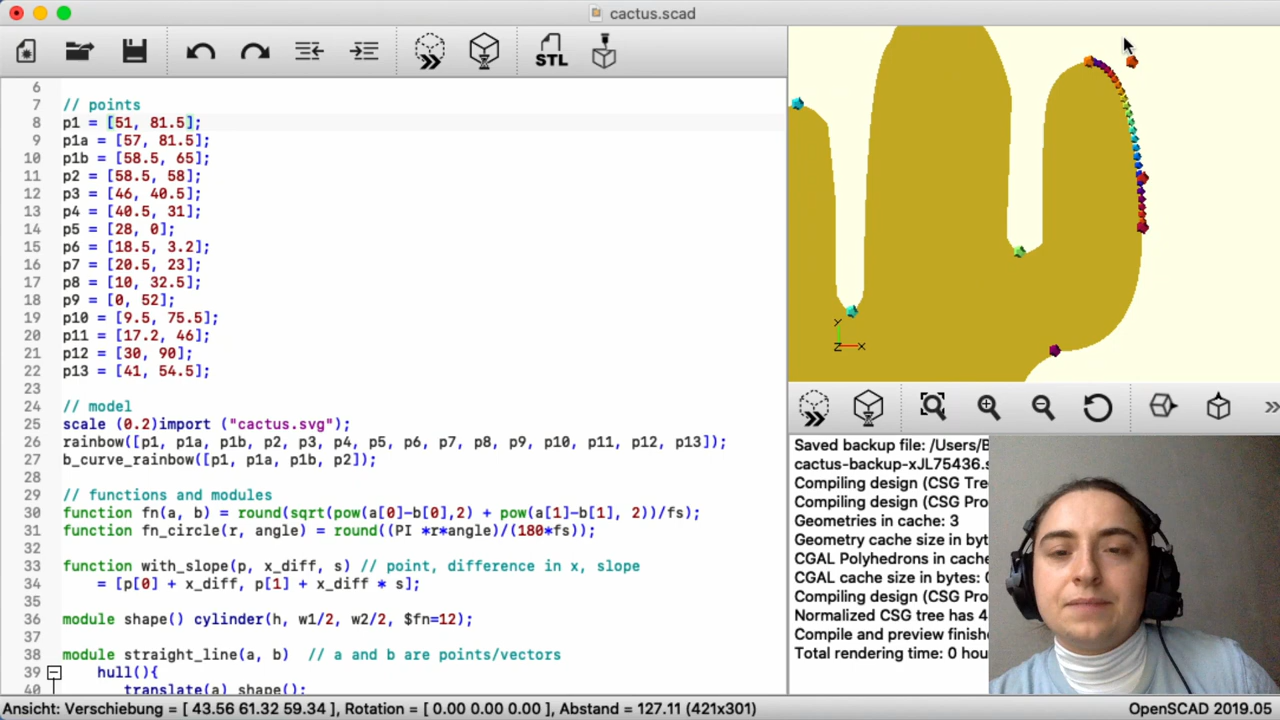 cactus.scad
STL
6
7 // points
8 p1 = [51, 81.5];
9 p1a = [57, 81.5];
10 p1b = [58.5, 65];
11 p2 = [58.5, 58];
12 p3 = [46, 40.5];
13 p4 = [40.5, 31];
14 p5 = [28, 0];
15 p6 = [18.5, 3.2];
16 p7 = [20.5, 23];
17 p8 = [10, 32.5];
18 p9 = [0, 52];
19 p10 = [9.5, 75.5];
20 p11 = [17.2, 46];
21 p12 = [30, 90];
22 p13 = [41, 54.5];
23
24 // model
25 scale (0.2)import ("cactus.svg");
26 rainbow([p1, p1a, p1b, p2, p3, p4, p5, p6, p7, p8, p9, p10, p11, p12, p13]);
27 b_curve_rainbow([p1, p1a, p1b, p2]);
28
29 // functions and modules
30 function fn(a, b) = round(sqrt(pow(a[0]-b[0],2) + pow(a[1]-b[1], 2))/fs);
31 function fn_circle(r, angle) = round((PI *r*angle)/(180*fs));
32
33 function with_slope(p, x_diff, s) // point, difference in x, slope
34 = [p[0] + x_diff, p[1] + x_diff * s];
35
36 module shape() cylinder(h, w1/2, w2/2, $fn=12);
37
38 module straight_line(a, b) // a and b are points/vectors
39 hull(){
40 translate(a) shape();
Y
Z X
Saved backup file: /Users/B
cactus-backup-xJL75436.s
Compiling design (CSG Tre
Compiling design (CSG Pro
Geometries in cache: 3
Geometry cache size in byt
CGAL Polyhedrons in cache
CGAL cache size in bytes: 0
Compiling design (CSG Pro
Normalized CSG tree has 4
Compile and preview finishe
Total rendering time: 0 hou
Ansicht: Verschiebung = [ 43.56 61.32 59.34 ], Rotation = [ 0.00 0.00 0.00 ], Abstand = 127.11 (421x301)
OpenSCAD 2019.05